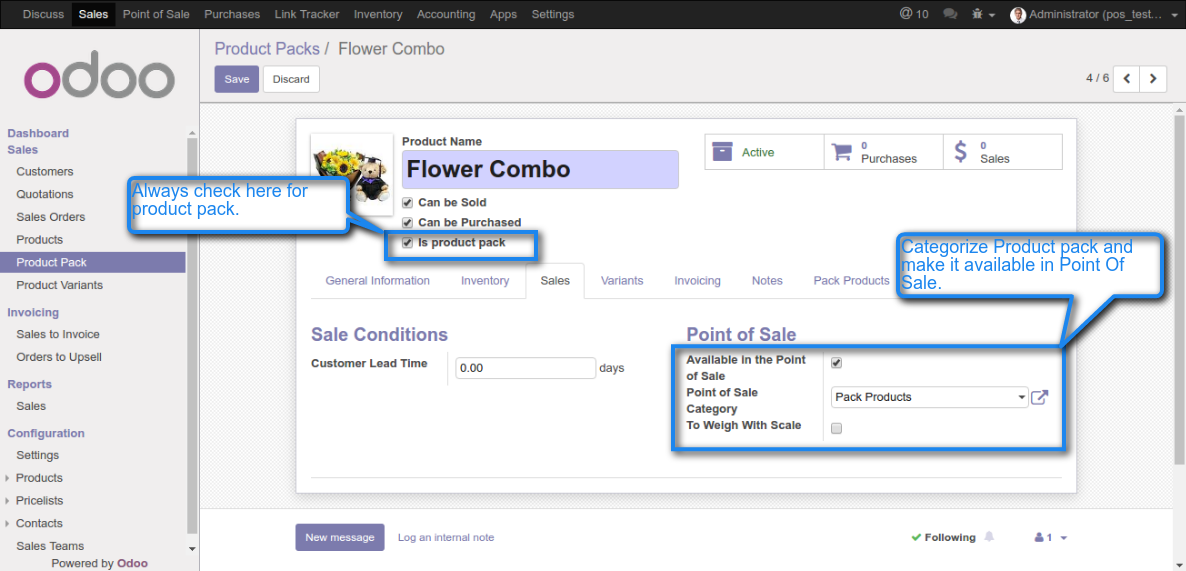 Discuss Sales Point of Sale Purchases Link Tracker Inventory Accounting Apps Settings @ 10 Administrator (pos_test...
odoo
Product Packs / Flower Combo
Save Discard
4 / 6
Dashboard
Sales
Customers
Quotations
Sales Orders
Products
Product Pack
Product Variants
Invoicing
Sales to Invoice
Orders to Upsell
Reports
Sales
Configuration
Settings
Products
Pricelists
Contacts
Sales Teams
Powered by Odoo
Always check here for
product pack.
Product Name
Flower Combo
Can be Sold
Can be Purchased
Is product pack
Active
0
Purchases
$ 0
Sales
Categorize Product pack and
make it available in Point Of
Sale.
General Information Inventory Sales Variants Invoicing Notes Pack Products
Sale Conditions
Customer Lead Time 0.00 days
Point of Sale
Available in the Point
of Sale
Point of Sale
Category
Pack Products
To Weigh With Scale
New message Log an internal note
Following
1